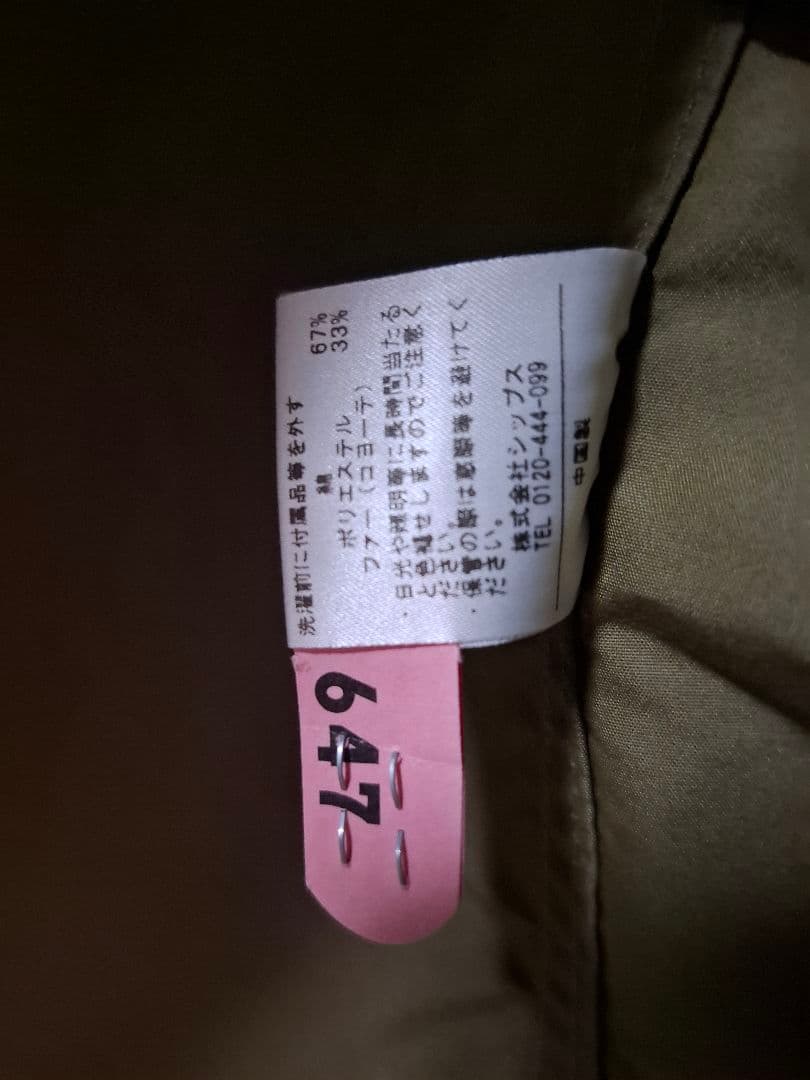 洗濯前に付属品等を外す
綿 67%
ポリエステル 33%
ファー(コヨーテ)
・日光や照明等に長時間当たる
と色褪せしますのでご注意く
ださい。
・保管の際は密閉等を避けてく
ださい。
株式会社シップス
TEL 0120-444-099
中国製
647